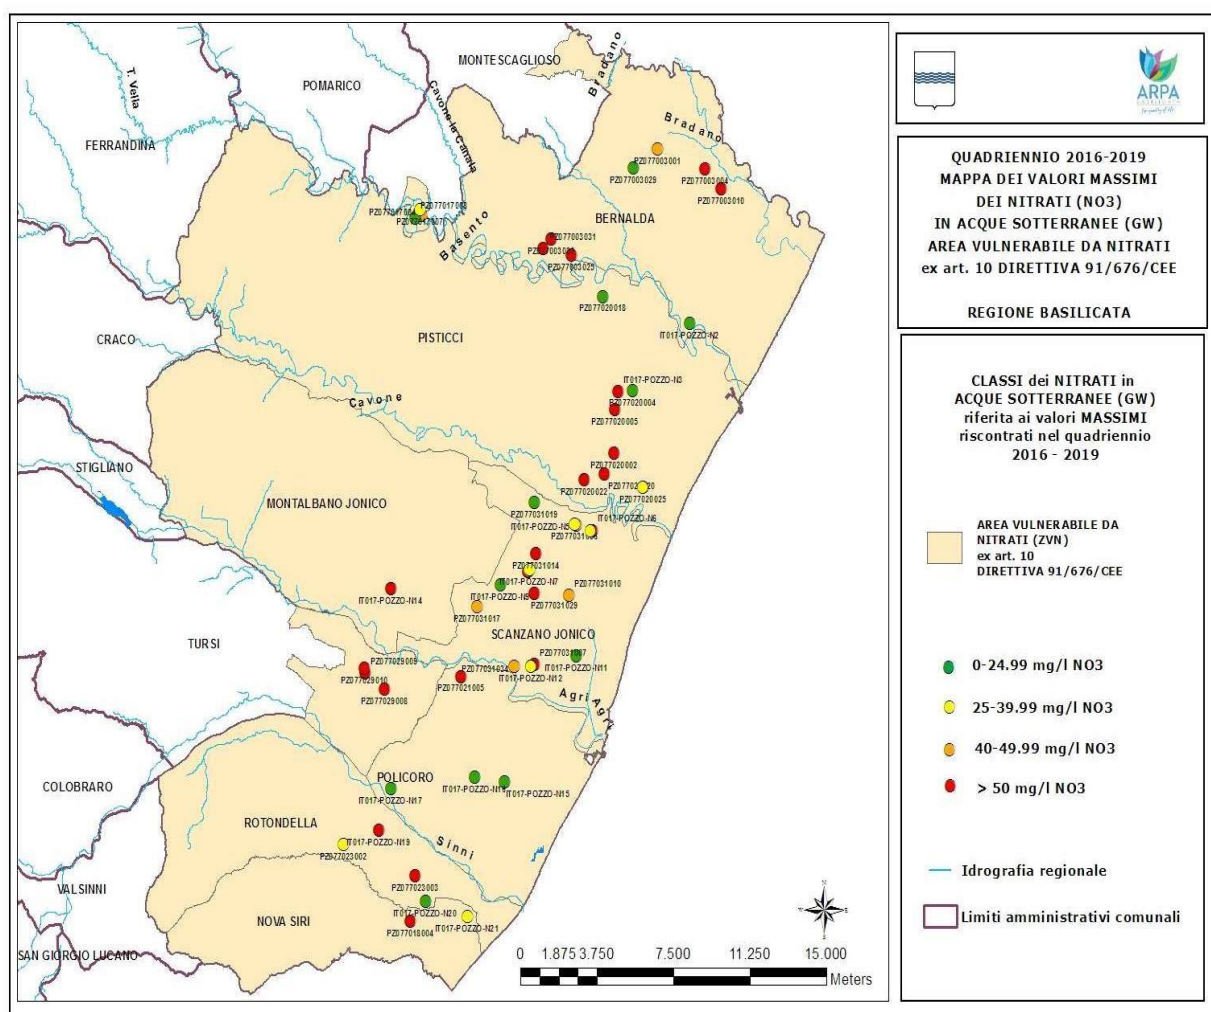 MONTESCAGLIOSO
Bradano
T. Vella
POMARICO
Cavone la Canala
FERRANDINA
Bradano
PZ077003001
PZ077003029
PZ077003004
PZ077003010
PZ077017003
BERNALDA
Basento
PZ077003031
PZ077003025
PZ077020018
IT017-POZZO-N2
CRACO
PISTICCI
IT017-POZZO-N3
PZ077020004
PZ077020005
Cavone
PZ077020002
STIGLIANO
PZ077020022
PZ077020025
MONTALBANO JONICO
PZ077031019
IT017-POZZO-N5
IT017-POZZO-N6
PZ077031014
IT017-POZZO-N7
PZ077031010
IT017-POZZO-N14
PZ077031029
PZ077031017
TURSI
SCANZANO JONICO
PZ077029009
PZ077029010
PZ077029008
PZ077021005
IT017-POZZO-N11
IT017-POZZO-N12
Agri
Agri
COLOBRARO
POLICORO
IT017-POZZO-N17
IT017-POZZO-N15
ROTONDELLA
IT017-POZZO-N19
PZ077023002
Sinni
VALSINNI
PZ077023003
NOVA SIRI
IT017-POZZO-N20
PZ077018004
IT017-POZZO-N21
SAN GIORGIO LUCANO
0 1.875 3.750 7.500 11.250 15.000
Meters
ARPA
QUADRIENNIO 2016-2019
MAPPA DEI VALORI MASSIMI
DEI NITRATI (NO3)
IN ACQUE SOTTERRANEE (GW)
AREA VULNERABILE DA NITRATI
ex art. 10 DIRETTIVA 91/676/CEE
REGIONE BASILICATA
CLASSI dei NITRATI in
ACQUE SOTTERRANEE (GW)
riferita ai valori MASSIMI
riscontrati nel quadriennio
2016 - 2019
AREA VULNERABILE DA
NITRATI (ZVN)
ex art. 10
DIRETTIVA 91/676/CEE
0-24.99 mg/l NO3
25-39.99 mg/l NO3
40-49.99 mg/l NO3
> 50 mg/l NO3
Idrografia regionale
Limiti amministrativi comunali